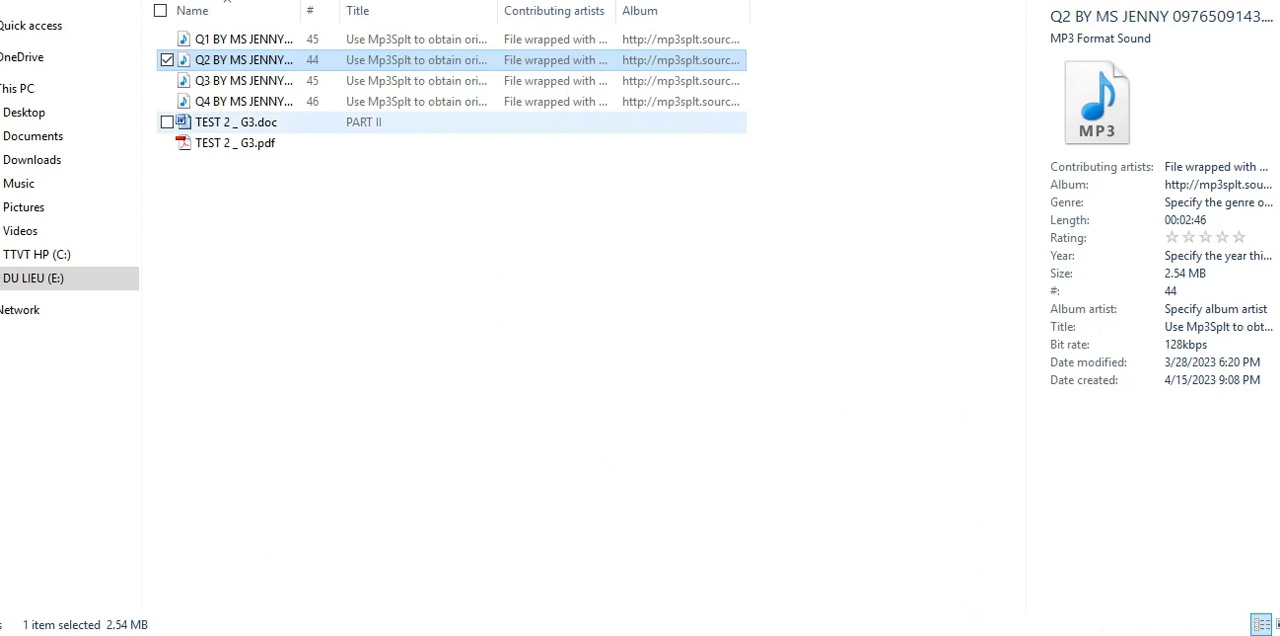 Quick access
OneDrive
This PC
Desktop
Documents
Downloads
Music
Pictures
Videos
TTVT HP (C:)
DU LIEU (E:)
Network
Name # Title Contributing artists Album
Q1 BY MS JENNY... 45 Use Mp3Splt to obtain ori... File wrapped with ... http://mp3splt.sourc...
Q2 BY MS JENNY... 44 Use Mp3Splt to obtain ori... File wrapped with ... http://mp3splt.sourc...
Q3 BY MS JENNY... 45 Use Mp3Splt to obtain ori... File wrapped with ... http://mp3splt.sourc...
Q4 BY MS JENNY... 46 Use Mp3Splt to obtain ori... File wrapped with ... http://mp3splt.sourc...
TEST 2 _ G3.doc PART II
TEST 2 _ G3.pdf
Q2 BY MS JENNY 0976509143....
MP3 Format Sound
MP3
Contributing artists: File wrapped with ...
Album: http://mp3splt.sou...
Genre: Specify the genre o...
Length: 00:02:46
Rating:
Year: Specify the year thi...
Size: 2.54 MB
#: 44
Album artist: Specify album artist
Title: Use Mp3Splt to obt...
Bit rate: 128kbps
Date modified: 3/28/2023 6:20 PM
Date created: 4/15/2023 9:08 PM
1 item selected 2.54 MB